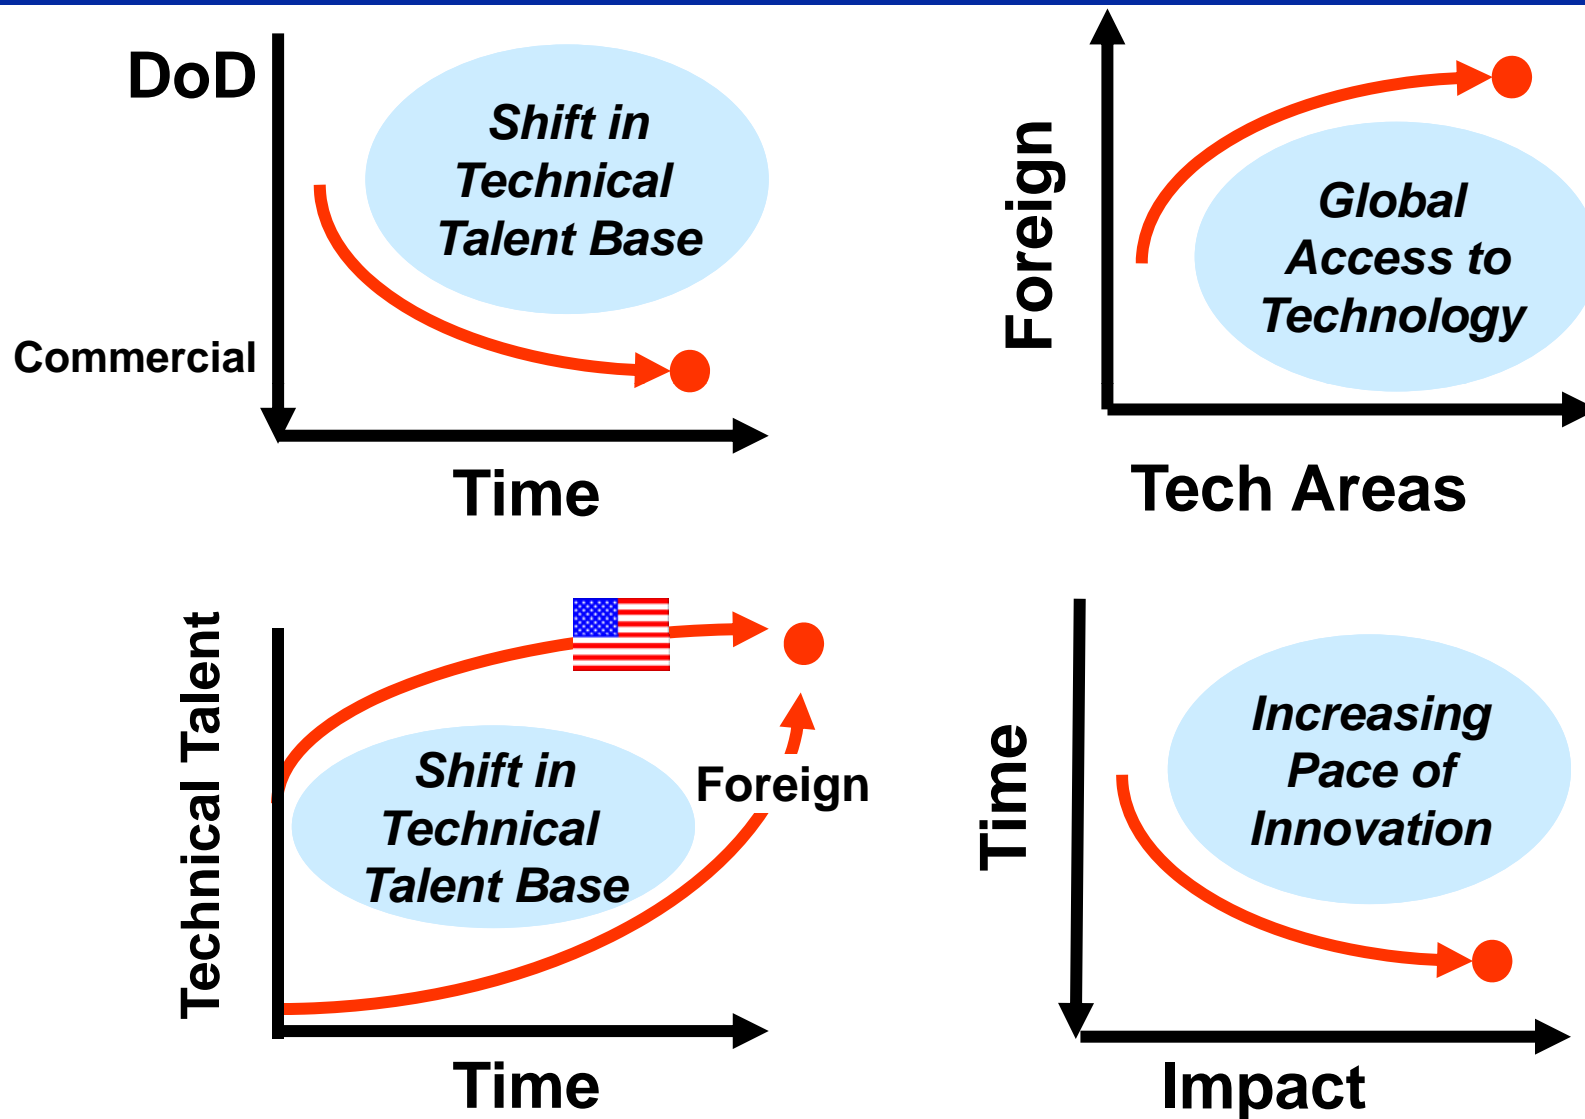 DoD
Shift in
Technical
Talent Base
Commercial
Time
Foreign
Global
Access to
Technology
Tech Areas
Technical Talent
Shift in
Technical
Talent Base
Foreign
Time
Time
Increasing
Pace of
Innovation
Impact